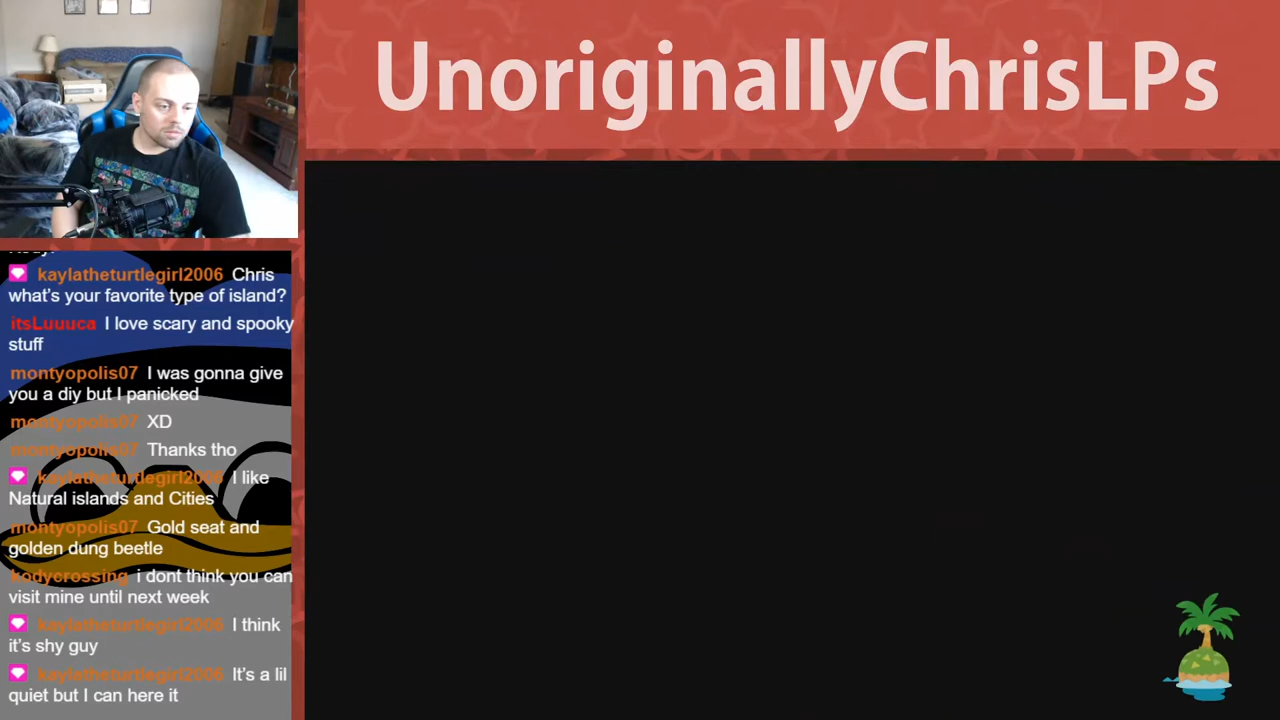 UnoriginallyChrisLPs
kaylatheturtlegirl2006 Chris
what's your favorite type of island?
itsLuuuca I love scary and spooky
stuff
montyopolis07 I was gonna give
you a diy but I panicked
montyopolis07 XD
montyopolis07 Thanks tho
kaylatheturtlegirl2006 I like
Natural islands and Cities
montyopolis07 Gold seat and
golden dung beetle
kodycrossing i dont think you can
visit mine until next week
kaylatheturtlegirl2006 I think
it's shy guy
kaylatheturtlegirl2006 It's a lil
quiet but I can here it